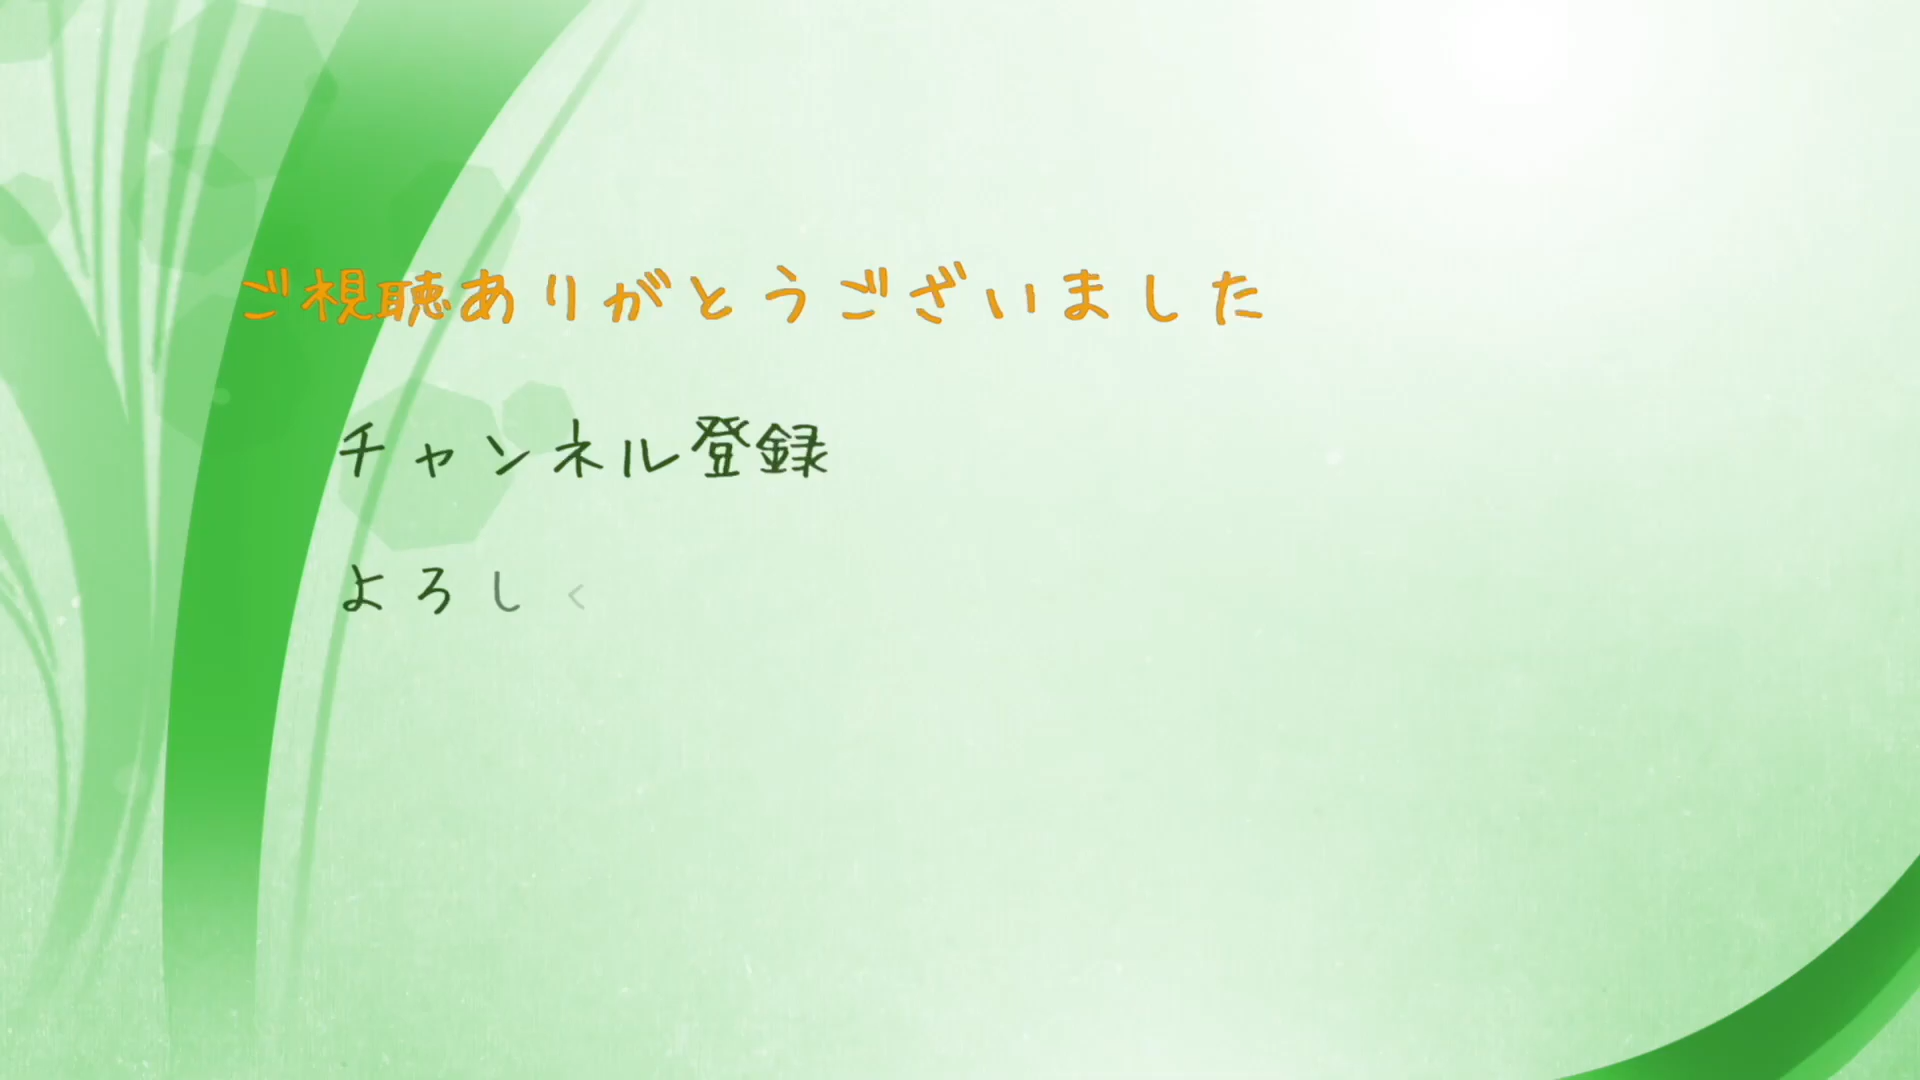 ご視聴ありがとうございました
チャンネル登録
よろしく